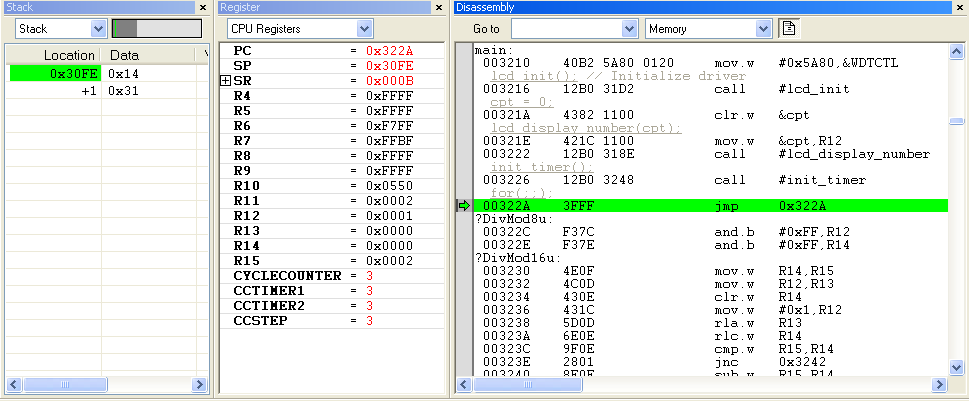 Stack
Stack
Location Data
0x30FE 0x14
+1 0x31
Register
CPU Registers
PC = 0x322A
SP = 0x30FE
SR = 0x000B
R4 = 0xFFFF
R5 = 0xFFFF
R6 = 0xF7FF
R7 = 0xFFBF
R8 = 0xFFFF
R9 = 0xFFFF
R10 = 0x0550
R11 = 0x0002
R12 = 0x0001
R13 = 0x0000
R14 = 0x0000
R15 = 0x0002
CYCLECOUNTER = 3
CCTIMER1 = 3
CCTIMER2 = 3
CCSTEP = 3
Disassembly
Go to Memory
main:
003210 40B2 5A80 0120 mov.w #0x5A80,&WDTCTL
lcd_init(); // Initialize driver
003216 12B0 31D2 call #lcd_init
cpt = 0;
00321A 4382 1100 clr.w &cpt
lcd_display_number(cpt);
00321E 421C 1100 mov.w &cpt,R12
003222 12B0 318E call #lcd_display_number
init_timer();
003226 12B0 3248 call #init_timer
for(;;);
00322A 3FFF jmp 0x322A
?DivMod8u:
00322C F37C and.b #0xFF,R12
00322E F37E and.b #0xFF,R14
?DivMod16u:
003230 4E0F mov.w R14,R15
003232 4C0D mov.w R12,R13
003234 430E clr.w R14
003236 431C mov.w #0x1,R12
003238 5D0D rla.w R13
00323A 6E0E rlc.w R14
00323C 9F0E cmp.w R15,R14
00323E 2801 jnc 0x3242
003240 8F0E sub.w R15,R14